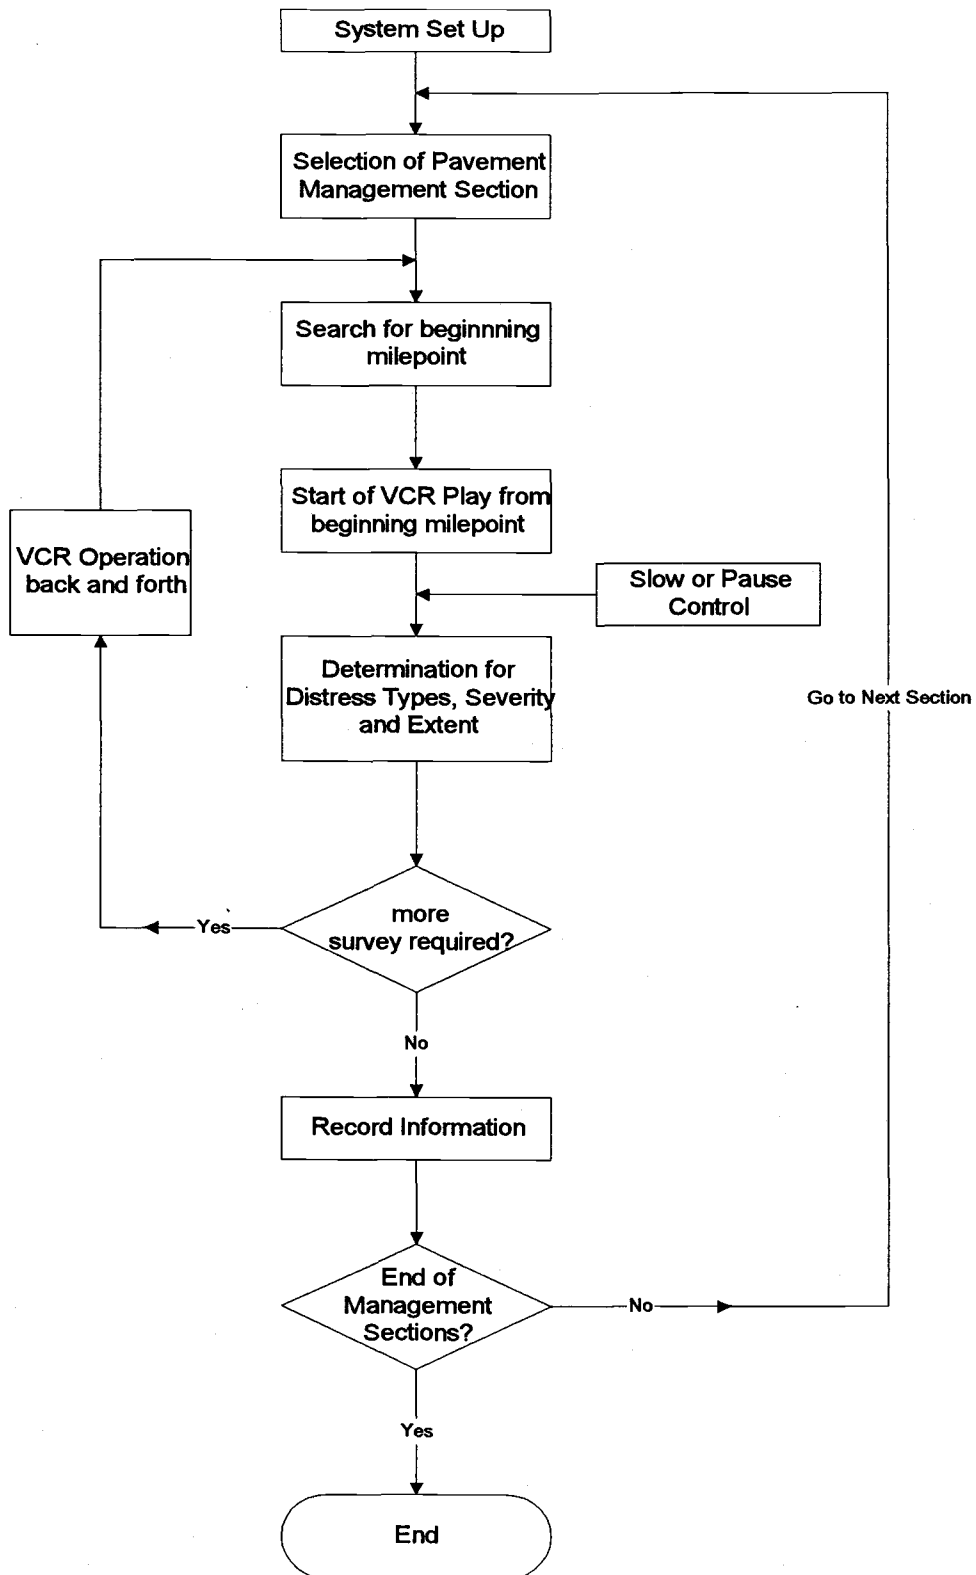 System Set Up
Selection of Pavement
Management Section
Search for beginnning
milepoint
Start of VCR Play from
beginning milepoint
VCR Operation
back and forth
Slow or Pause
Control
Determination for
Distress Types, Severity
and Extent
Go to Next Section
more
survey required?
Yes
No
Record Information
End of
Management
Sections?
No
Yes
End